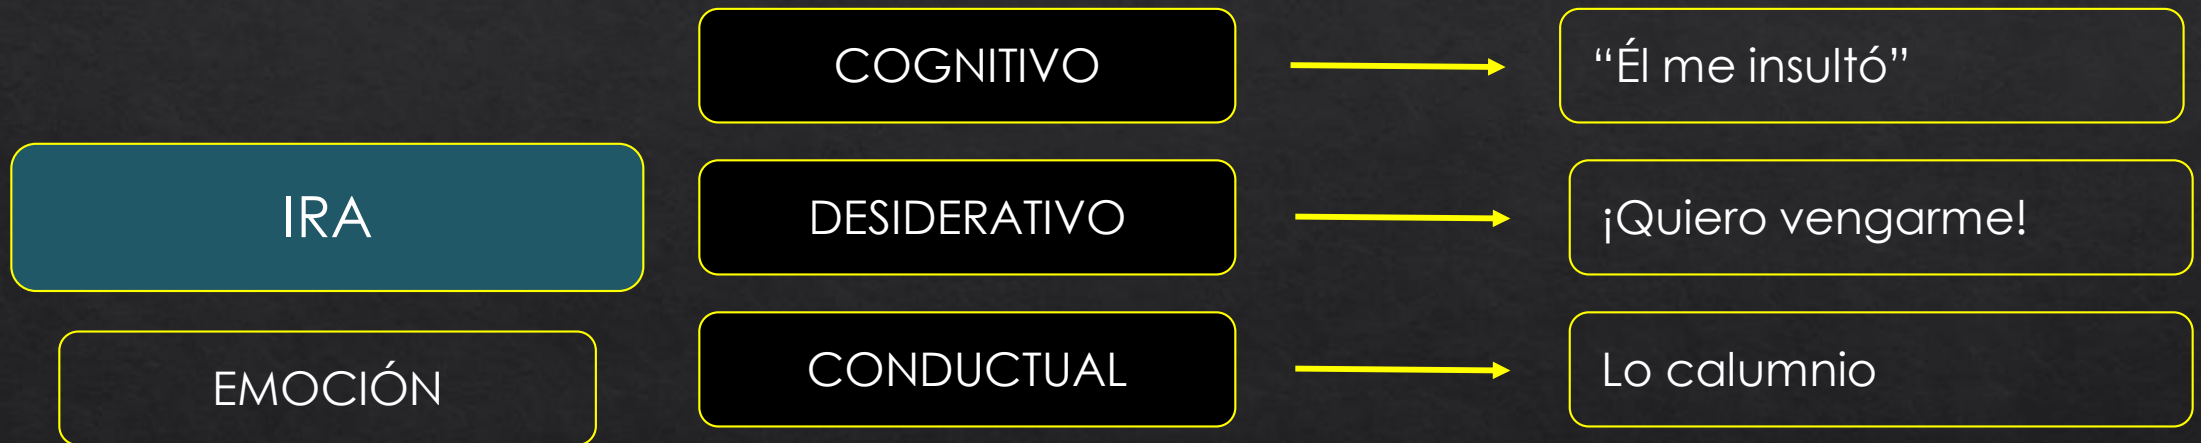 COGNITIVO
“Él me insultó”
IRA
DESIDERATIVO
¡Quiero vengarme!
EMOCIÓN
CONDUCTUAL
Lo calumnio